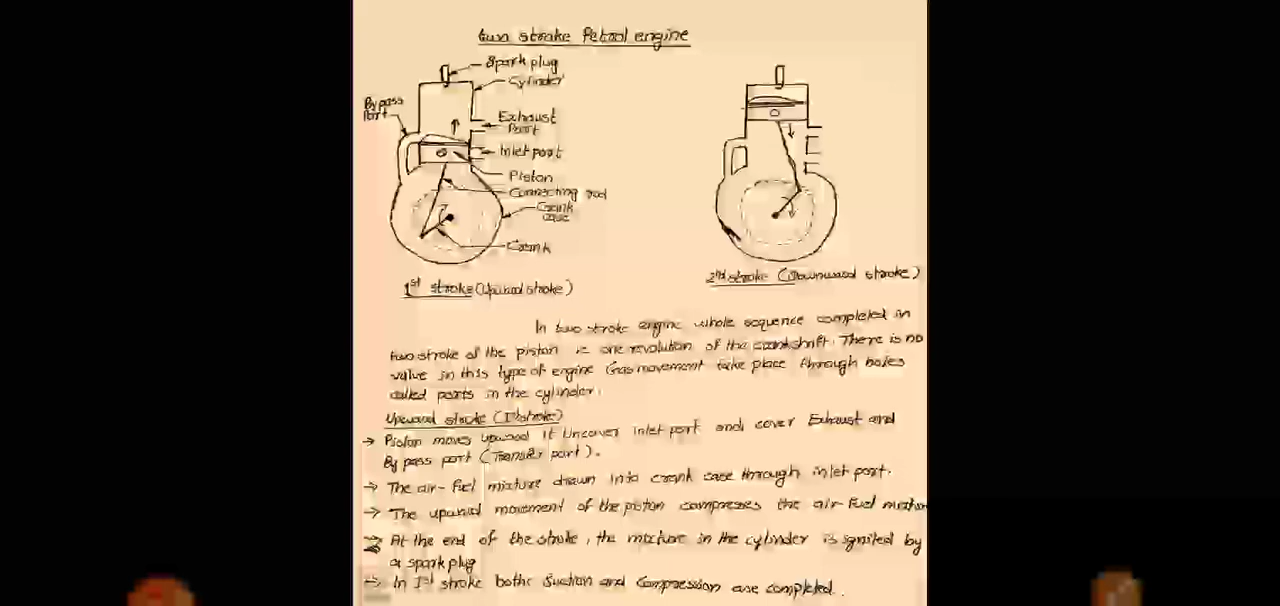 two stroke Petrol engine
Spark plug
Cylinder
By pass
Port
Exhaust
Port
Inlet port
Piston
Connecting rod
Crank
case
Crank
1st stroke (Upward stroke)
2nd stroke (Downward stroke)
In two stroke engine whole sequence completed in
two stroke of the piston ie one revolution of the crankshaft. There is no
valve in this type of engine Gas movement take place through holes
called ports in the cylinder.
Upward stroke (1st stroke)
→ Piston moves upward it Uncover inlet port and cover Exhaust and
By pass port (Transfer port).
→ The air-fuel mixture drawn into crank case through inlet port.
→ The upward movement of the piston compresses the air-fuel mixture
→ At the end of the stroke, the mixture in the cylinder is ignited by
a spark plug
→ In 1st stroke both Suction and Compression are completed.